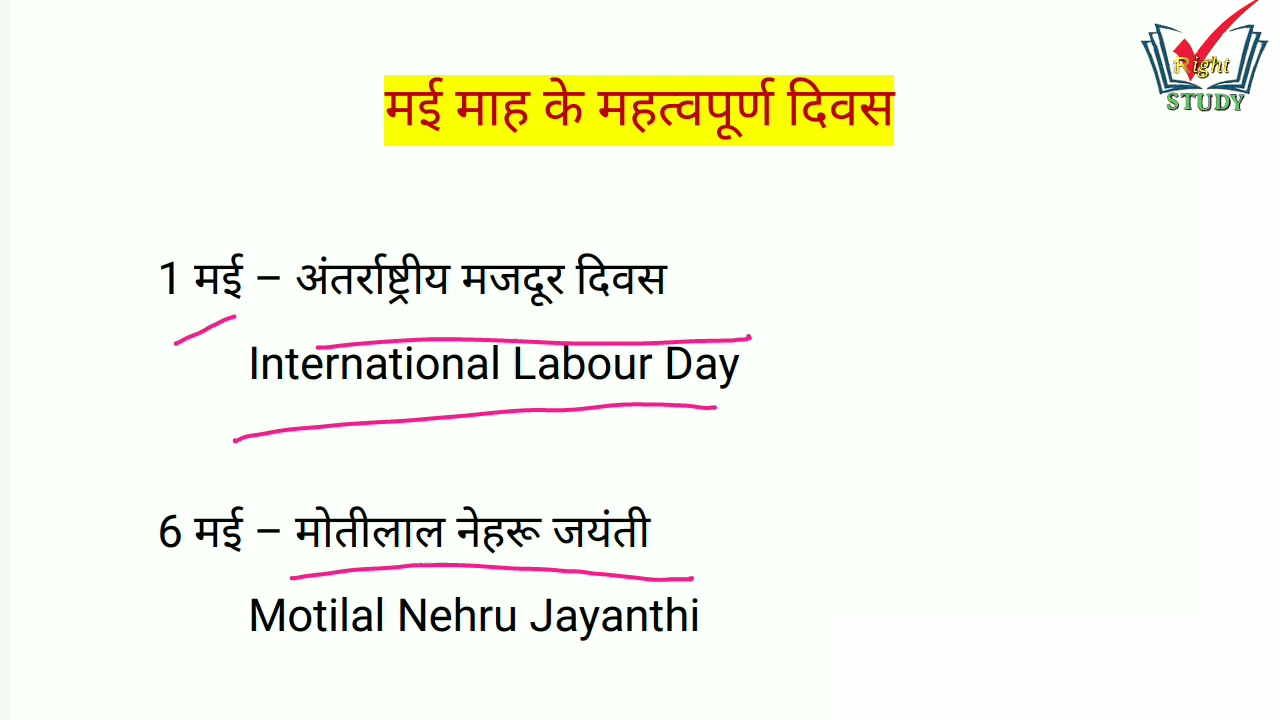 Right
STUDY
मई माह के महत्वपूर्ण दिवस
1 मई – अंतर्राष्ट्रीय मजदूर दिवस
International Labour Day
6 मई – मोतीलाल नेहरू जयंती
Motilal Nehru Jayanthi